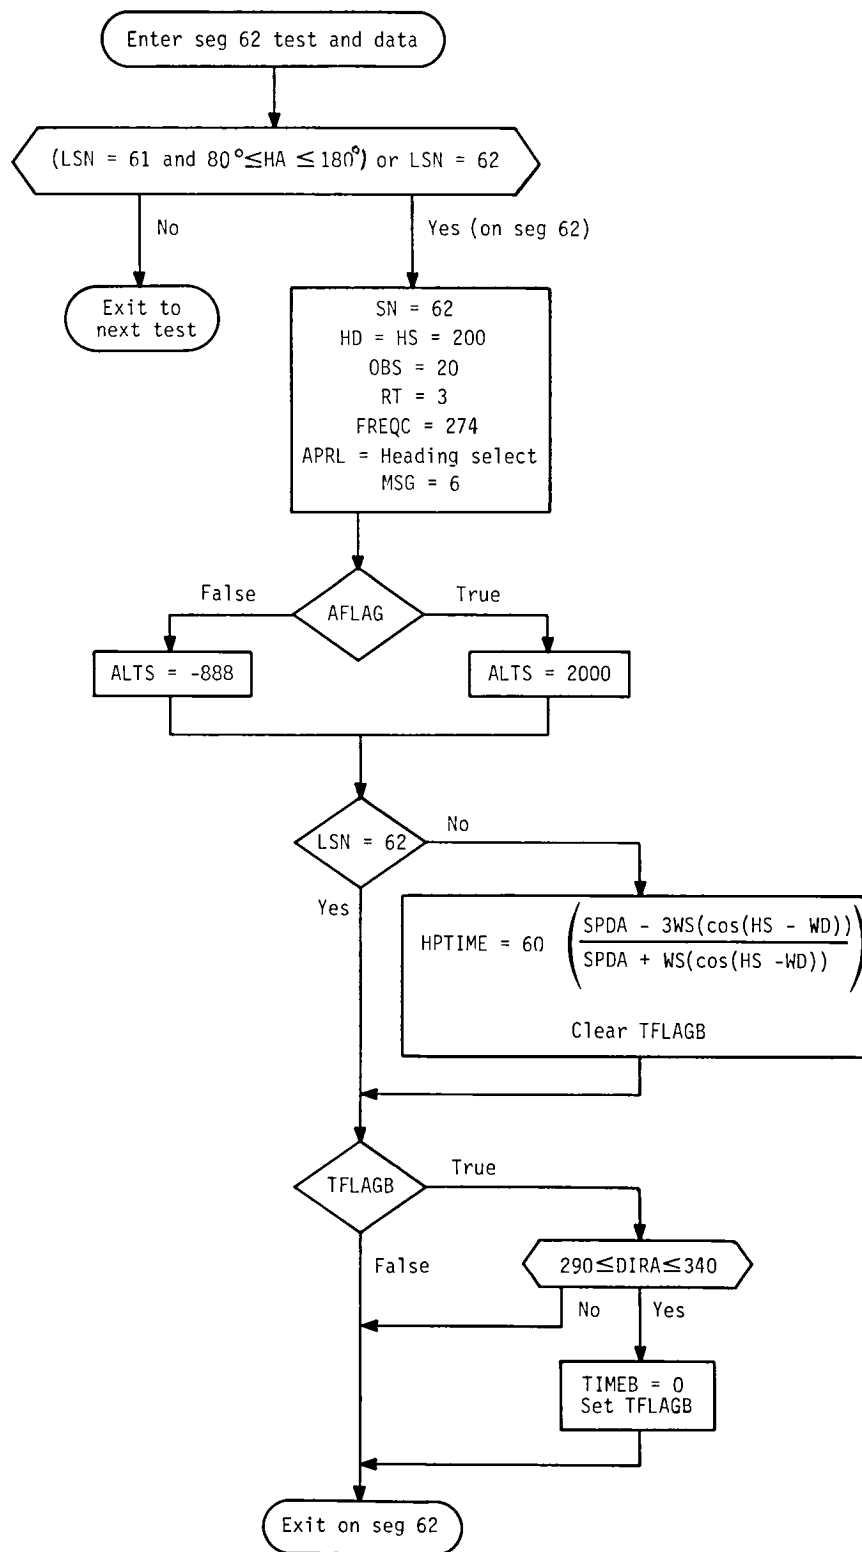 Enter seg 62 test and data
(LSN = 61 and 80°≤HA ≤ 180°) or LSN = 62
No
Yes (on seg 62)
Exit to
next test
SN = 62
HD = HS = 200
OBS = 20
RT = 3
FREQC = 274
APRL = Heading select
MSG = 6
False
True
AFLAG
ALTS = -888
ALTS = 2000
LSN = 62
No
Yes
HPTIME = 60 (SPDA - 3WS(cos(HS - WD))
SPDA + WS(cos(HS -WD)))
Clear TFLAGB
TFLAGB
True
False
290≤DIRA≤340
No
Yes
TIMEB = 0
Set TFLAGB
Exit on seg 62